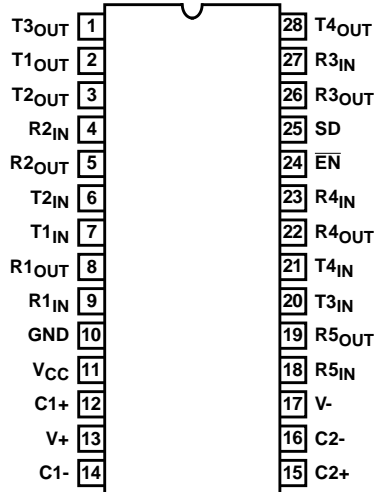 T3OUT 1 28 T4OUT
T1OUT 2 27 R3IN
T2OUT 3 26 R3OUT
R2IN 4 25 SD
R2OUT 5 24 E̅N̅
T2IN 6 23 R4IN
T1IN 7 22 R4OUT
R1OUT 8 21 T4IN
R1IN 9 20 T3IN
GND 10 19 R5OUT
VCC 11 18 R5IN
C1+ 12 17 V-
V+ 13 16 C2-
C1- 14 15 C2+